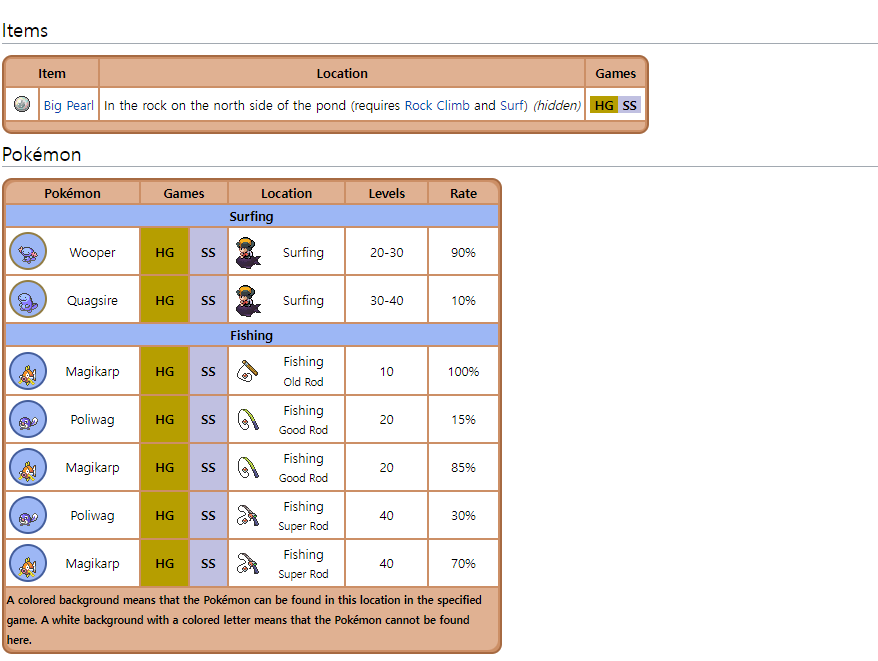 Items
Item Location Games
Big Pearl In the rock on the north side of the pond (requires Rock Climb and Surf) (hidden) HG SS
Pokémon
Pokémon Games Location Levels Rate
Surfing
Wooper HG SS Surfing 20-30 90%
Quagsire HG SS Surfing 30-40 10%
Fishing
Magikarp HG SS Fishing Old Rod 10 100%
Poliwag HG SS Fishing Good Rod 20 15%
Magikarp HG SS Fishing Good Rod 20 85%
Poliwag HG SS Fishing Super Rod 40 30%
Magikarp HG SS Fishing Super Rod 40 70%
A colored background means that the Pokémon can be found in this location in the specified
game. A white background with a colored letter means that the Pokémon cannot be found
here.